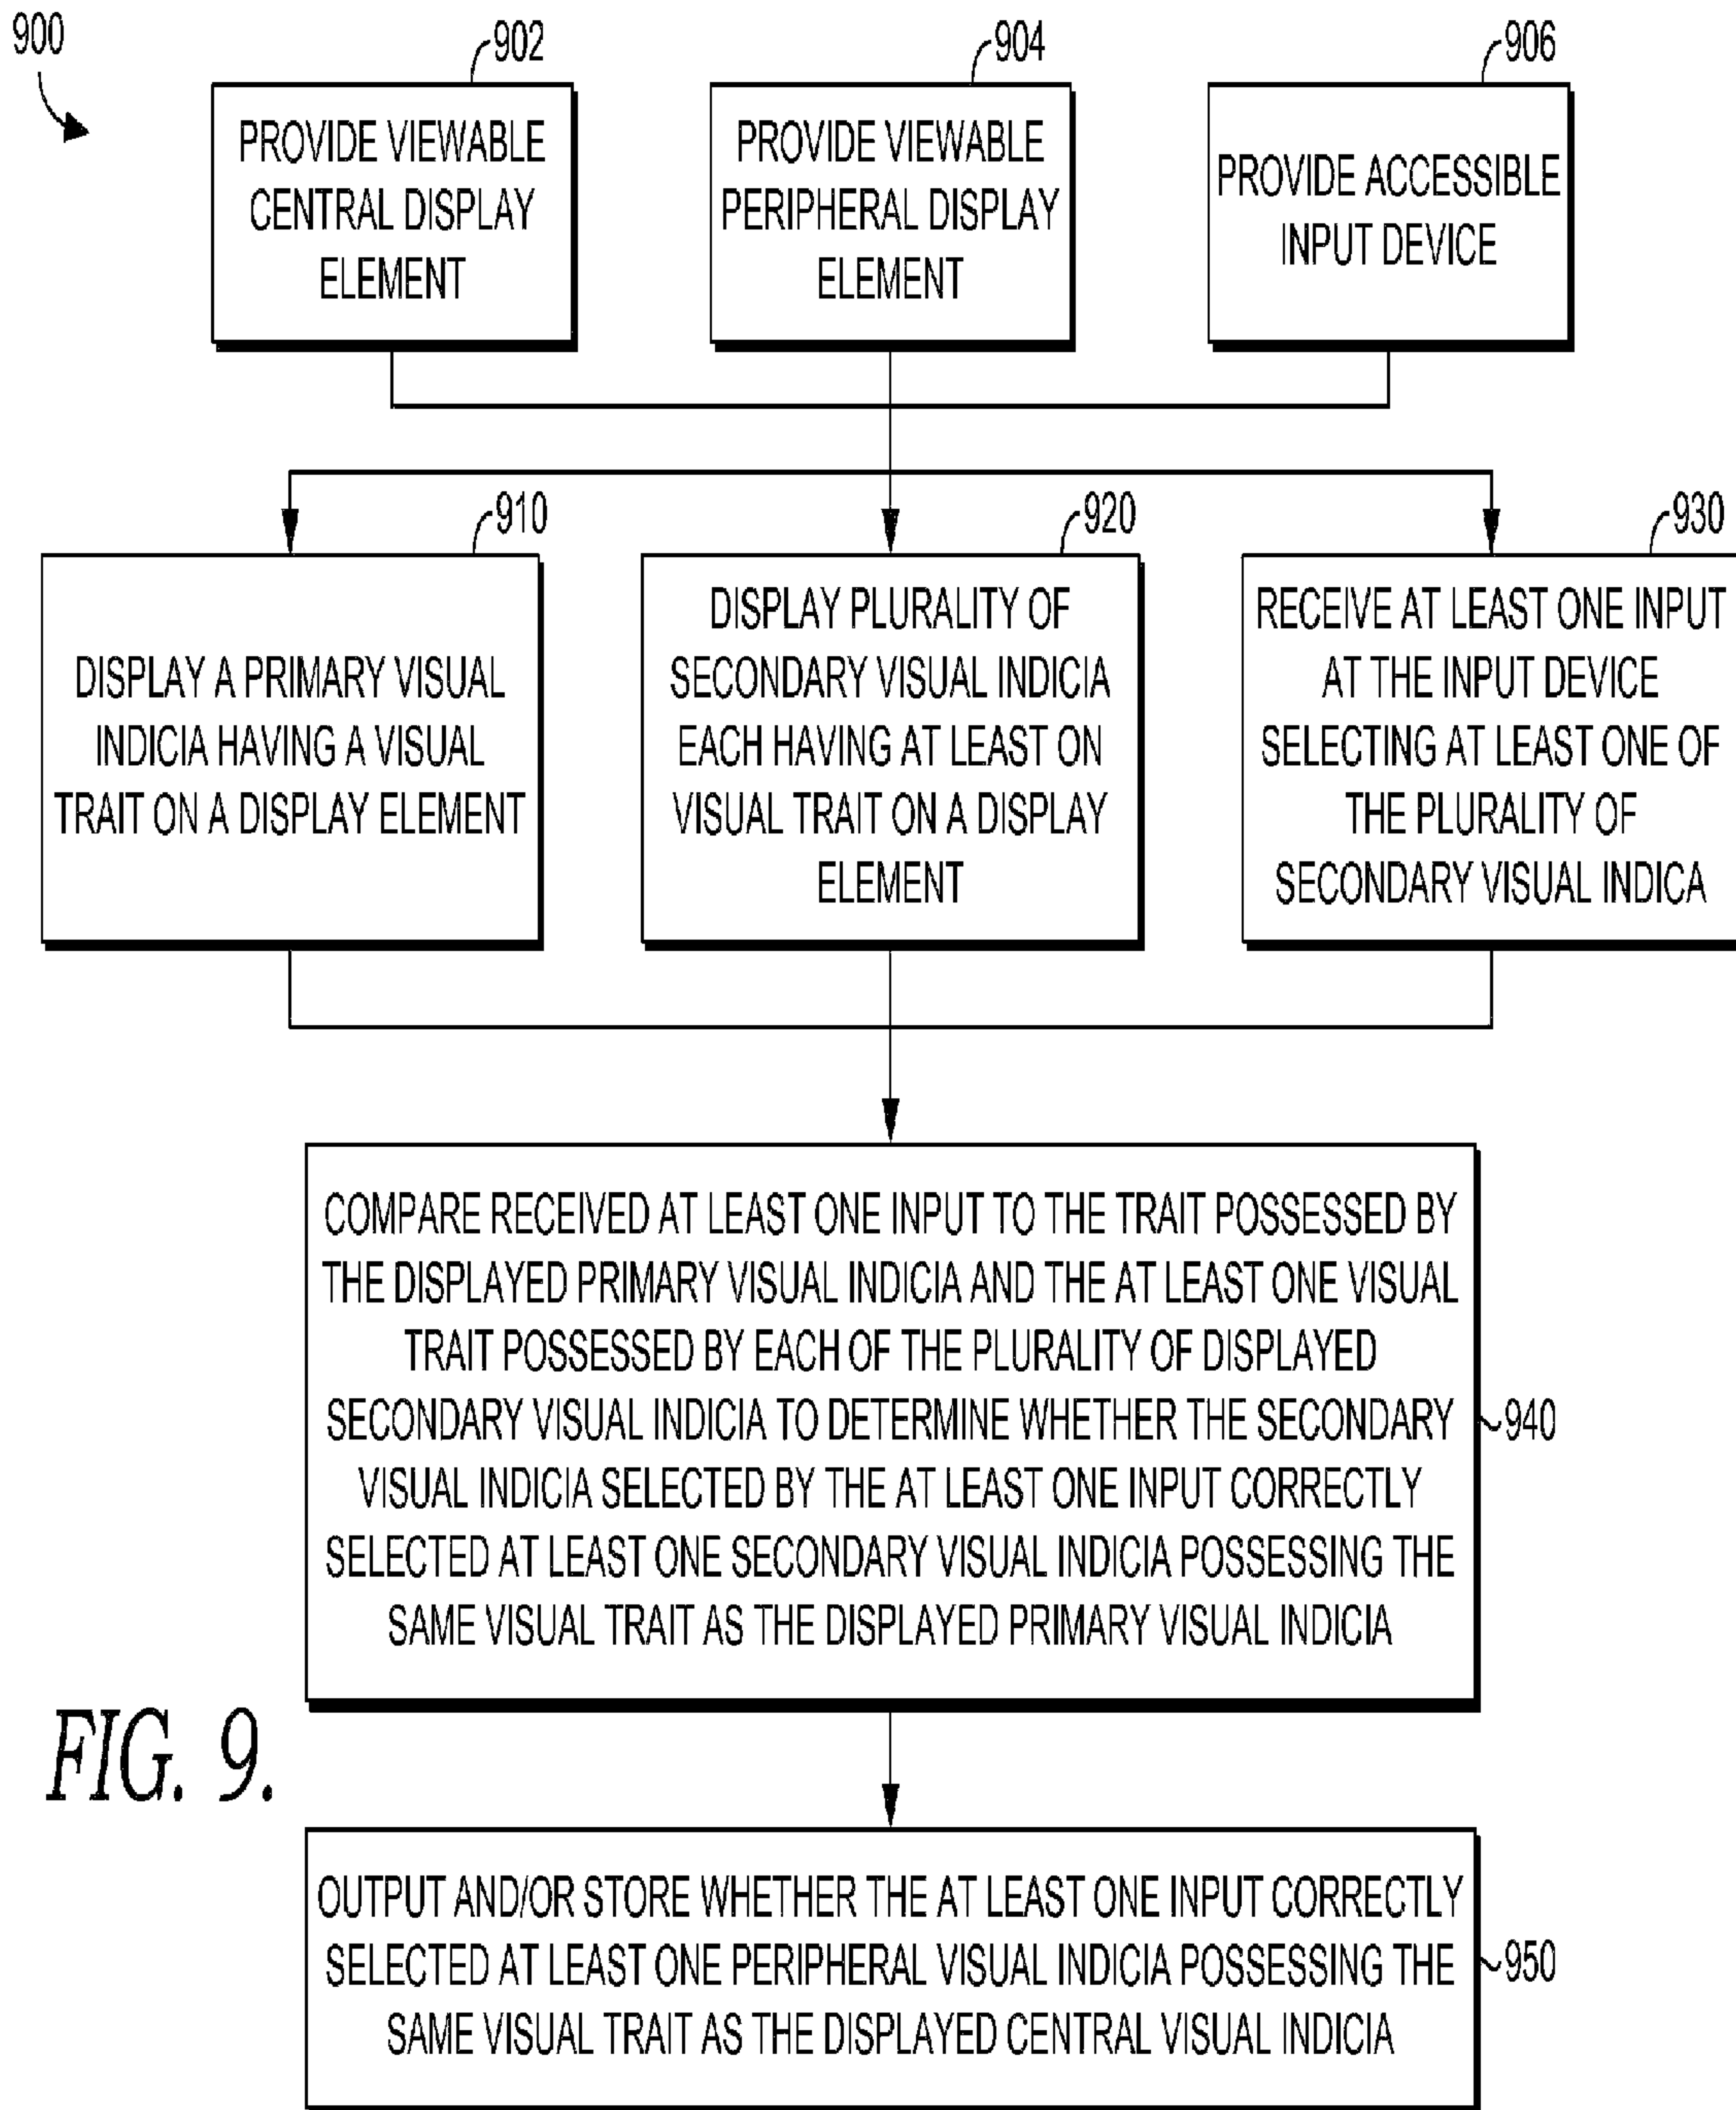 900
902
904
906
PROVIDE VIEWABLE
CENTRAL DISPLAY
ELEMENT
PROVIDE VIEWABLE
PERIPHERAL DISPLAY
ELEMENT
PROVIDE ACCESSIBLE
INPUT DEVICE
910
920
930
DISPLAY A PRIMARY VISUAL
INDICIA HAVING A VISUAL
TRAIT ON A DISPLAY ELEMENT
DISPLAY PLURALITY OF
SECONDARY VISUAL INDICIA
EACH HAVING AT LEAST ON
VISUAL TRAIT ON A DISPLAY
ELEMENT
RECEIVE AT LEAST ONE INPUT
AT THE INPUT DEVICE
SELECTING AT LEAST ONE OF
THE PLURALITY OF
SECONDARY VISUAL INDICA
COMPARE RECEIVED AT LEAST ONE INPUT TO THE TRAIT POSSESSED BY
THE DISPLAYED PRIMARY VISUAL INDICIA AND THE AT LEAST ONE VISUAL
TRAIT POSSESSED BY EACH OF THE PLURALITY OF DISPLAYED
SECONDARY VISUAL INDICIA TO DETERMINE WHETHER THE SECONDARY
VISUAL INDICIA SELECTED BY THE AT LEAST ONE INPUT CORRECTLY
SELECTED AT LEAST ONE SECONDARY VISUAL INDICIA POSSESSING THE
SAME VISUAL TRAIT AS THE DISPLAYED PRIMARY VISUAL INDICIA
940
FIG. 9.
OUTPUT AND/OR STORE WHETHER THE AT LEAST ONE INPUT CORRECTLY
SELECTED AT LEAST ONE PERIPHERAL VISUAL INDICIA POSSESSING THE
SAME VISUAL TRAIT AS THE DISPLAYED CENTRAL VISUAL INDICIA
950